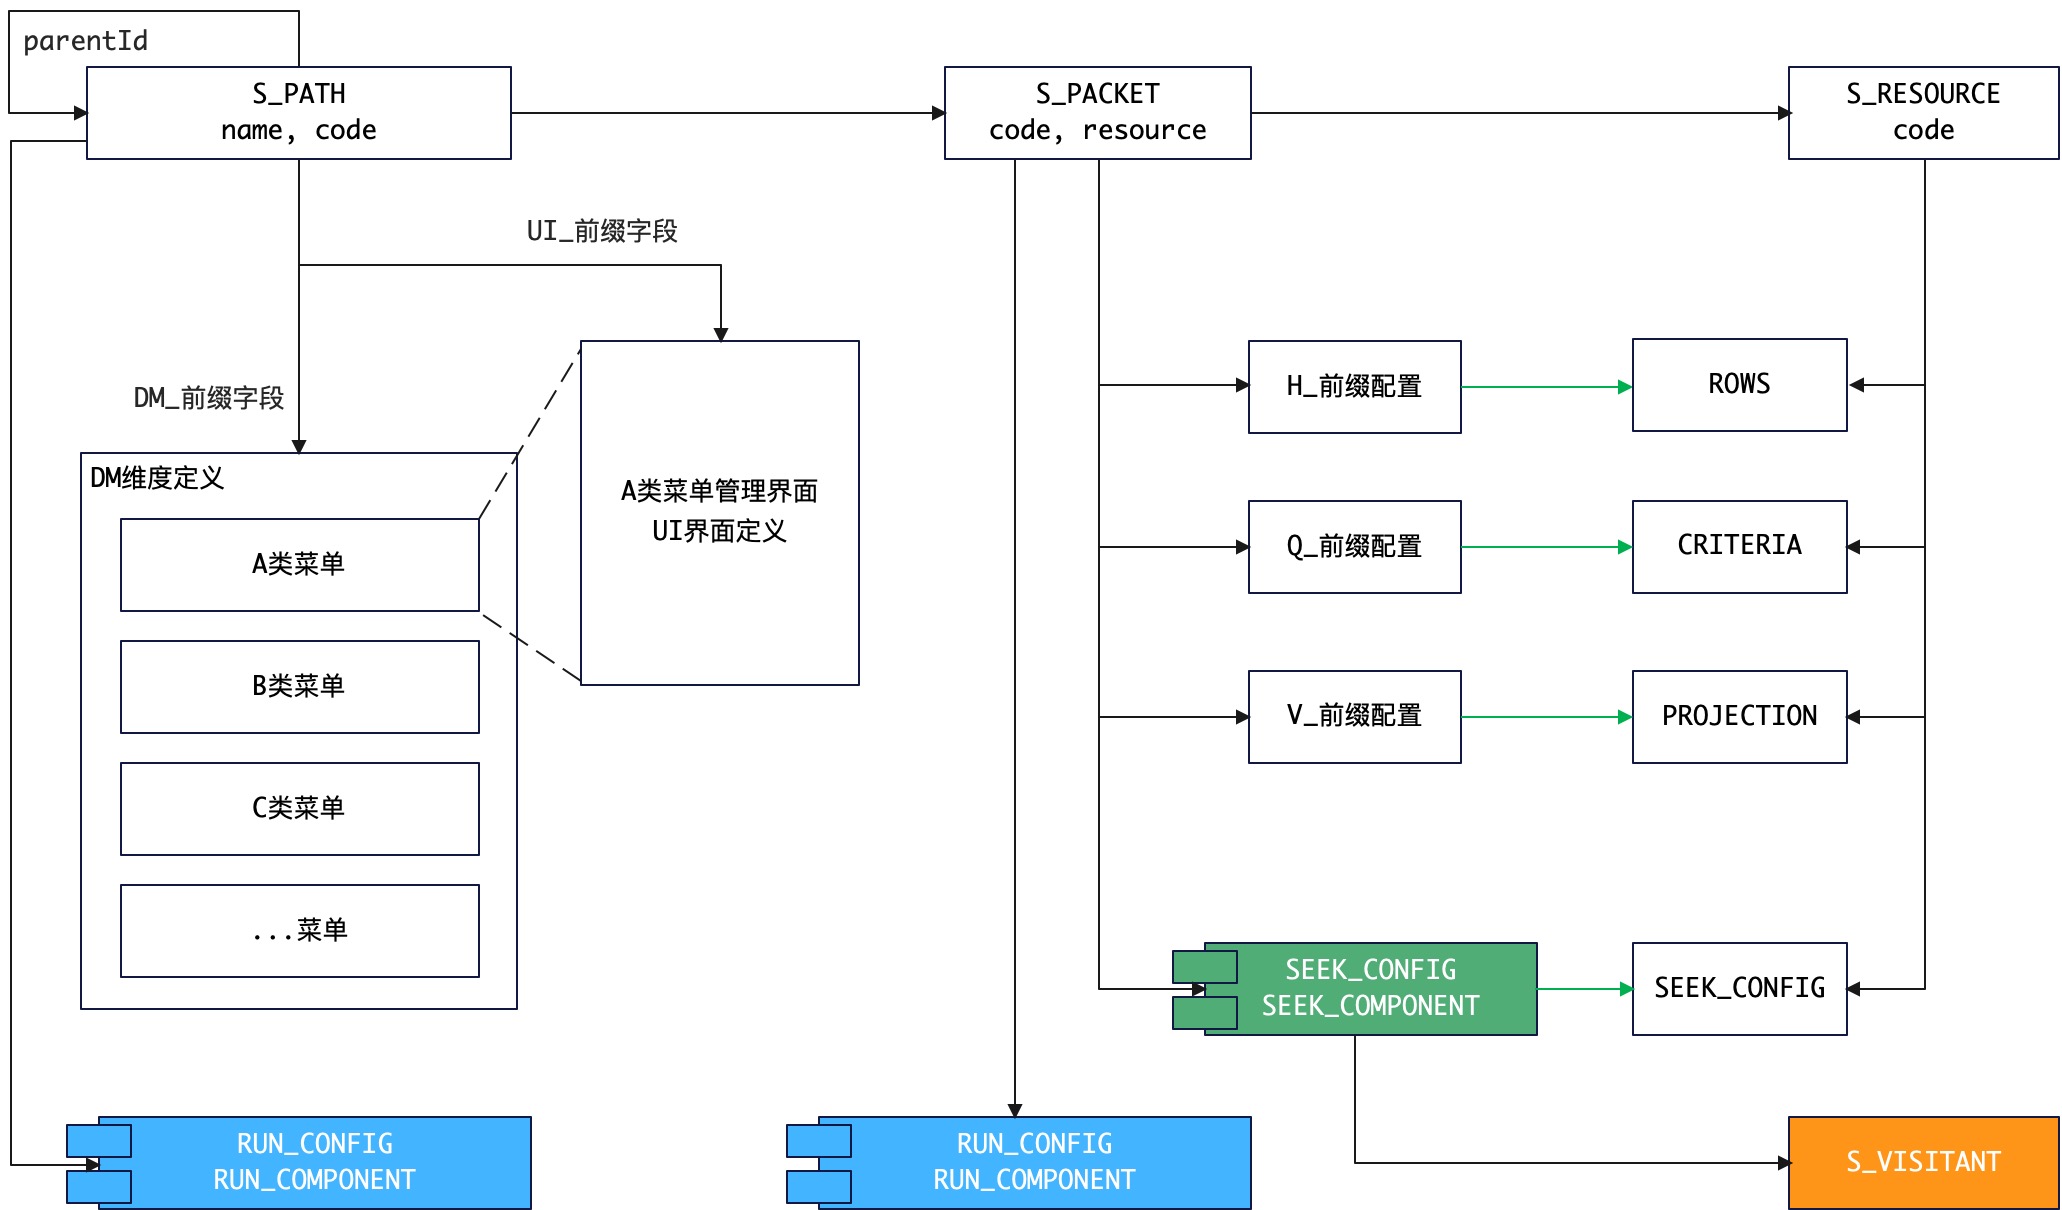 parentId
S_PATH
name, code
S_PACKET
code, resource
S_RESOURCE
code
UI_前缀字段
DM_前缀字段
DM维度定义
A类菜单
B类菜单
C类菜单
...菜单
A类菜单管理界面
UI界面定义
H_前缀配置
ROWS
Q_前缀配置
CRITERIA
V_前缀配置
PROJECTION
SEEK_CONFIG
SEEK_COMPONENT
SEEK_CONFIG
RUN_CONFIG
RUN_COMPONENT
RUN_CONFIG
RUN_COMPONENT
S_VISITANT